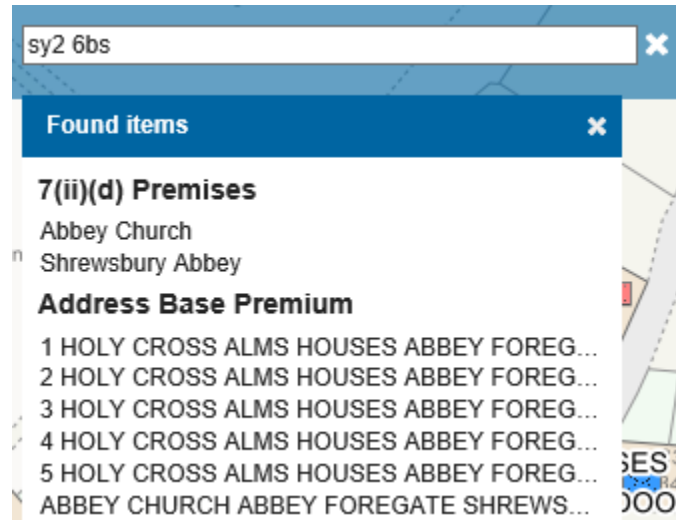 sy2 6bs
Found items
7(ii)(d) Premises
Abbey Church
Shrewsbury Abbey
Address Base Premium
1 HOLY CROSS ALMS HOUSES ABBEY FOREG...
2 HOLY CROSS ALMS HOUSES ABBEY FOREG...
3 HOLY CROSS ALMS HOUSES ABBEY FOREG...
4 HOLY CROSS ALMS HOUSES ABBEY FOREG...
5 HOLY CROSS ALMS HOUSES ABBEY FOREG...
ABBEY CHURCH ABBEY FOREGATE SHREWS...